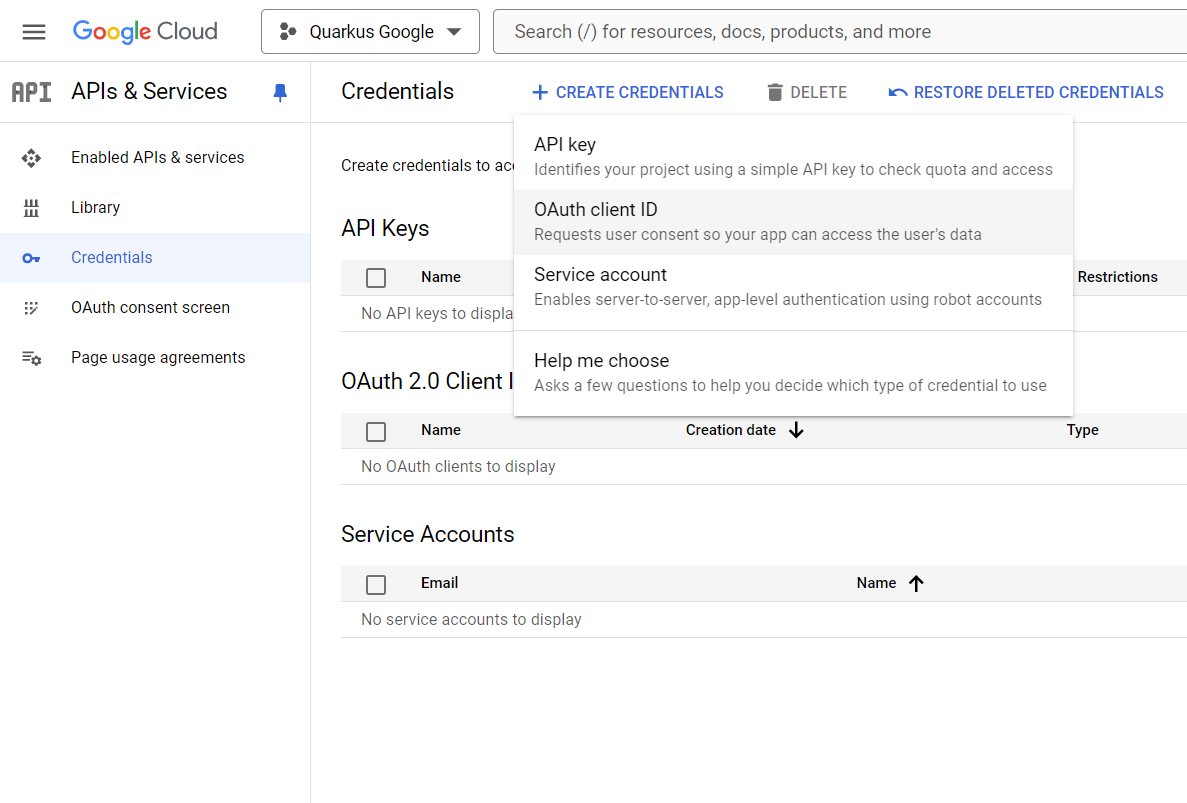 Google Cloud
Quarkus Google
Search (/) for resources, docs, products, and more
API
APIs & Services
Credentials
CREATE CREDENTIALS
DELETE
RESTORE DELETED CREDENTIALS
Enabled APIs & services
Library
Credentials
OAuth consent screen
Page usage agreements
Create credentials to
API key
Identifies your project using a simple API key to check quota and access
OAuth client ID
Requests user consent so your app can access the user's data
Service account
Enables server-to-server, app-level authentication using robot accounts
Help me choose
Asks a few questions to help you decide which type of credential to use
API Keys
Name
Restrictions
No API keys to
OAuth 2.0 Client
Name
Creation date
Type
No OAuth clients to display
Service Accounts
Email
Name
No service accounts to display